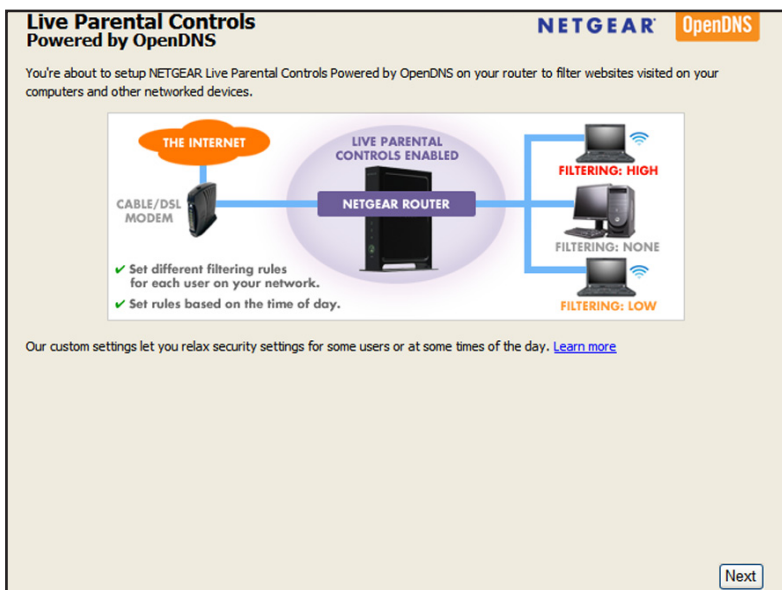 Live Parental Controls
Powered by OpenDNS
NETGEAR
OpenDNS
You're about to setup NETGEAR Live Parental Controls Powered by OpenDNS on your router to filter websites visited on your
computers and other networked devices.
THE INTERNET
LIVE PARENTAL
CONTROLS ENABLED
FILTERING: HIGH
CABLE/DSL
MODEM
NETGEAR ROUTER
FILTERING: NONE
✔ Set different filtering rules
for each user on your network.
✔ Set rules based on the time of day.
FILTERING: LOW
Our custom settings let you relax security settings for some users or at some times of the day. Learn more
Next